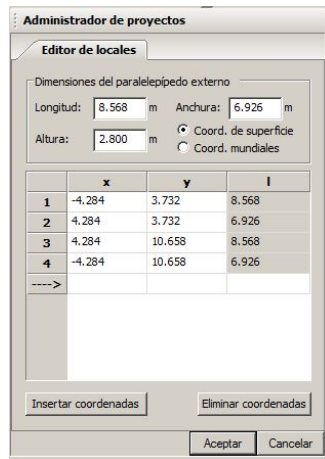 Administrador de proyectos
Editor de locales
Dimensiones del paralelepípedo externo
Longitud: 8.568 m Anchura: 6.926 m
Altura: 2.800 m Coord. de superficie
Coord. mundiales
x y l
1 -4.284 3.732 8.568
2 4.284 3.732 6.926
3 4.284 10.658 8.568
4 -4.284 10.658 6.926
---->
Insertar coordenadas Eliminar coordenadas
Aceptar Cancelar